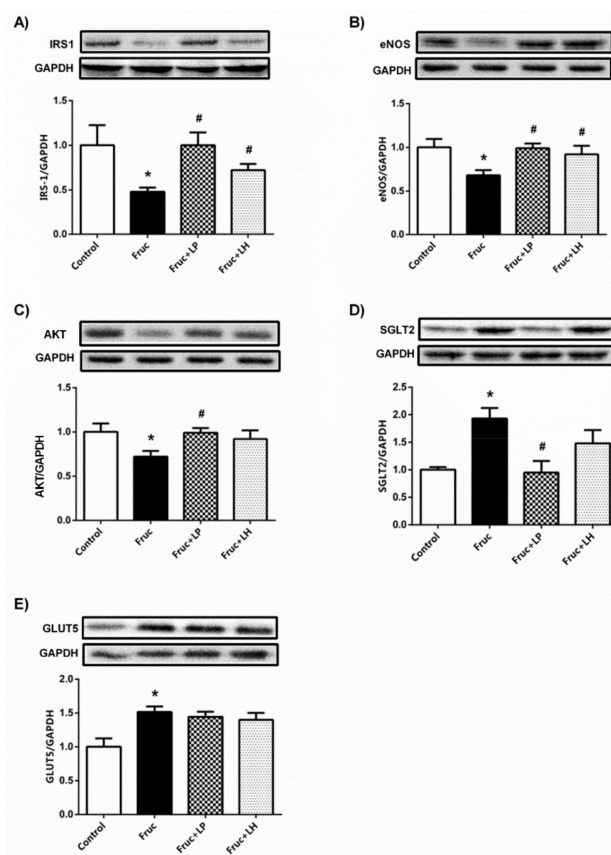 A)
IRS1
GAPDH
IRS-1/GAPDH
1.5
1.0
0.5
0.0
*
#
#
Control
Fruc
Fruc+LP
Fruc+LH
B)
eNOS
GAPDH
eNOS/GAPDH
1.5
1.0
0.5
0.0
*
#
#
Control
Fruc
Fruc+LP
Fruc+LH
C)
AKT
GAPDH
AKT/GAPDH
1.5
1.0
0.5
0.0
*
#
Control
Fruc
Fruc+LP
Fruc+LH
D)
SGLT2
GAPDH
SGLT2/GAPDH
2.5
2.0
1.5
1.0
0.5
0.0
*
#
Control
Fruc
Fruc+LP
Fruc+LH
E)
GLUT5
GAPDH
GLUT5/GAPDH
2.0
1.5
1.0
0.5
0.0
*
Control
Fruc
Fruc+LP
Fruc+LH